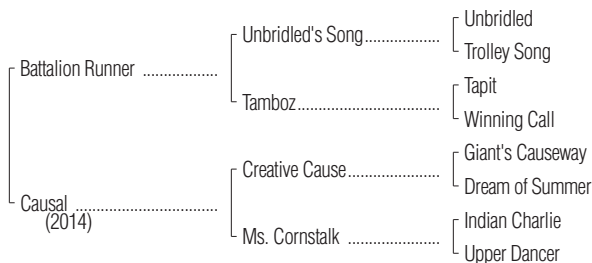 Unbridled
Unbridled's Song
Trolley Song
Battalion Runner
Tapit
Tamboz
Winning Call
Giant's Causeway
Creative Cause
Dream of Summer
Causal
(2014)
Indian Charlie
Ms. Cornstalk
Upper Dancer